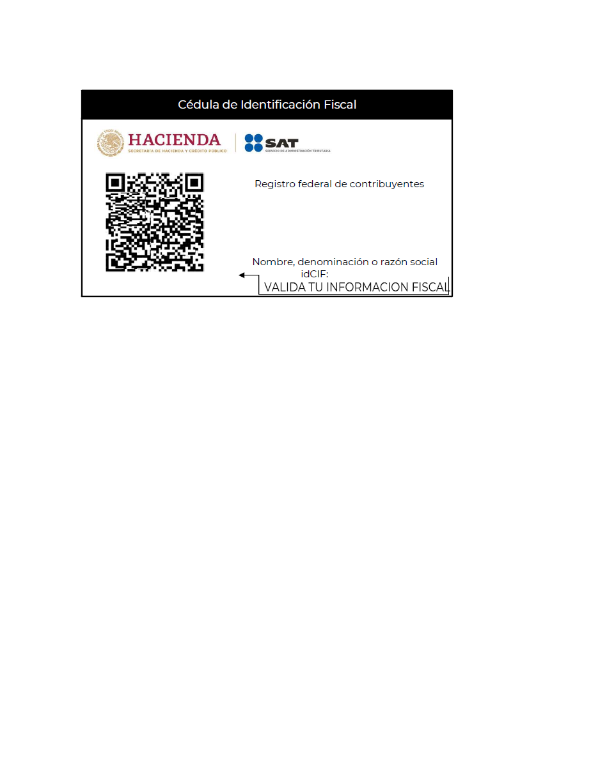 Cédula de Identificación Fiscal
HACIENDA
SECRETARÍA DE HACIENDA Y CRÉDITO PÚBLICO
SAT
SERVICIO DE ADMINISTRACIÓN TRIBUTARIA
Registro federal de contribuyentes
Nombre, denominación o razón social
idCIF:
VALIDA TU INFORMACION FISCAL